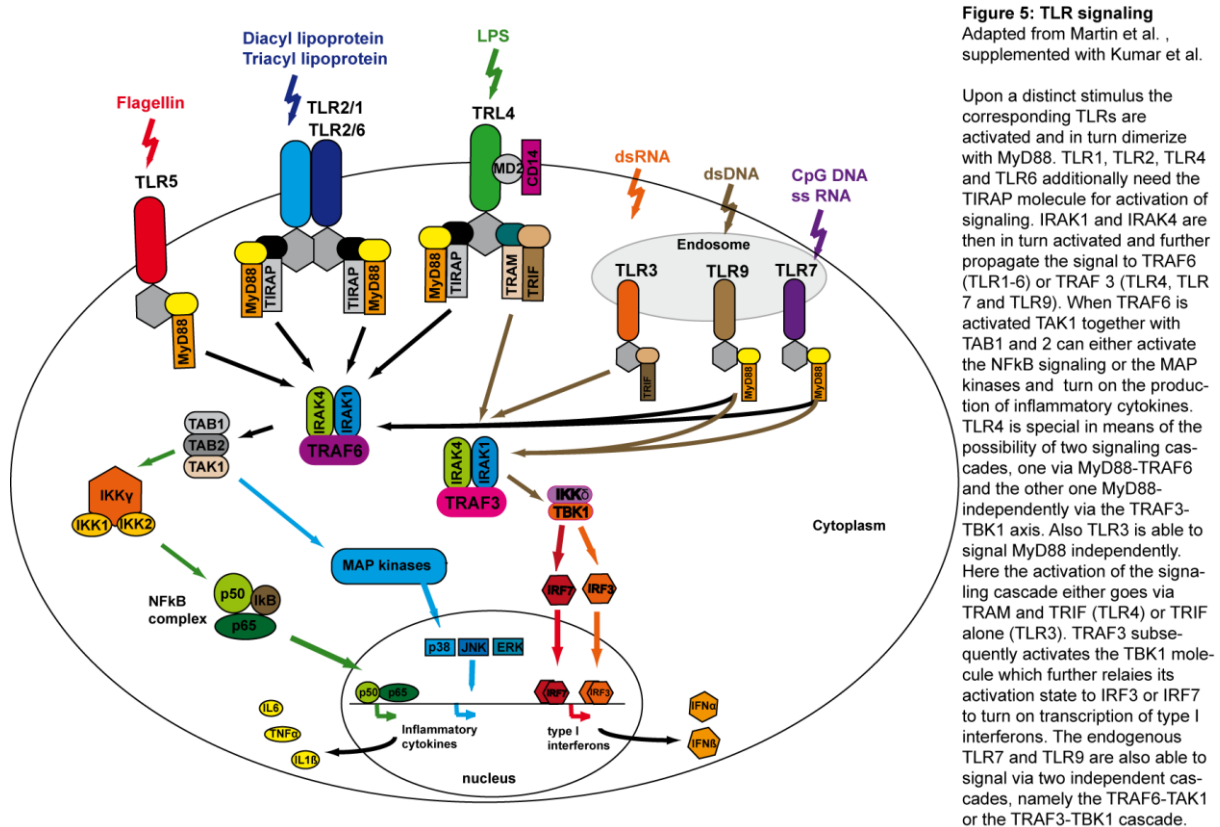 Diacyl lipoprotein
Triacyl lipoprotein
LPS
Flagellin
TLR2/1
TLR2/6
TRL4
MD2
CD14
TLR5
dsRNA
dsDNA
CpG DNA
ss RNA
Endosome
TLR3
TLR9
TLR7
MyD88
MyD88
TIRAP
TIRAP
MyD88
MyD88
TIRAP
TRAM
TRIF
TRIF
MyD88
MyD88
IRAK4
IRAK1
TRAF6
TAB1
TAB2
TAK1
IRAK4
IRAK1
TRAF3
IKKγ
IKK1
IKK2
IKKδ
TBK1
Cytoplasm
MAP kinases
IRF7
IRF3
NFkB
complex
p50
IkB
p65
p38
JNK
ERK
p50
p65
IRF7
IRF3
IL6
TNFα
IL1ß
Inflammatory
cytokines
type I
interferons
IFNα
IFNß
nucleus
Figure 5: TLR signaling
Adapted from Martin et al. ,
supplemented with Kumar et al.
Upon a distinct stimulus the
corresponding TLRs are
activated and in turn dimerize
with MyD88. TLR1, TLR2, TLR4
and TLR6 additionally need the
TIRAP molecule for activation of
signaling. IRAK1 and IRAK4 are
then in turn activated and further
propagate the signal to TRAF6
(TLR1-6) or TRAF 3 (TLR4, TLR
7 and TLR9). When TRAF6 is
activated TAK1 together with
TAB1 and 2 can either activate
the NFkB signaling or the MAP
kinases and turn on the produc-
tion of inflammatory cytokines.
TLR4 is special in means of the
possibility of two signaling cas-
cades, one via MyD88-TRAF6
and the other one MyD88-
independently via the TRAF3-
TBK1 axis. Also TLR3 is able to
signal MyD88 independently.
Here the activation of the signa-
ling cascade either goes via
TRAM and TRIF (TLR4) or TRIF
alone (TLR3). TRAF3 subse-
quently activates the TBK1 mole-
cule which further relaies its
activation state to IRF3 or IRF7
to turn on transcription of type I
interferons. The endogenous
TLR7 and TLR9 are also able to
signal via two independent cas-
cades, namely the TRAF6-TAK1
or the TRAF3-TBK1 cascade.